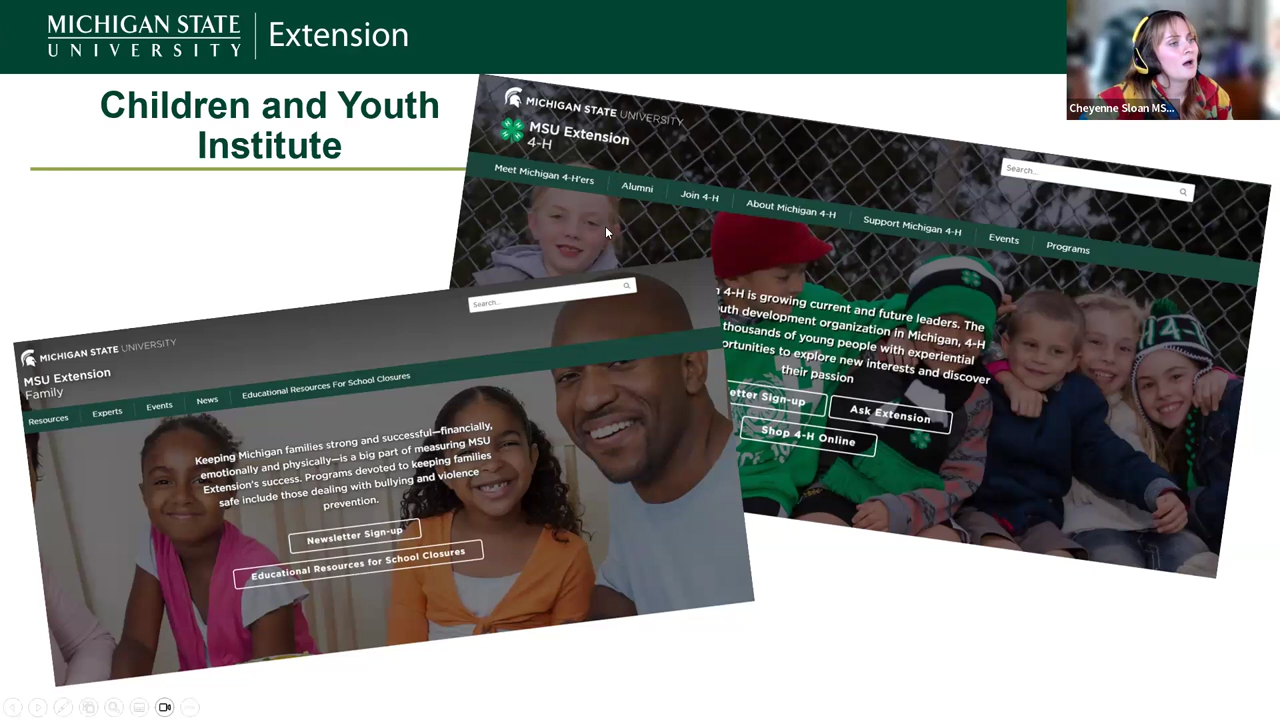 MICHIGAN STATE
UNIVERSITY
Extension
Cheyenne Sloan MS...
Children and Youth
Institute
MICHIGAN STATE UNIVERSITY
MSU Extension
4-H
Search...
Meet Michigan 4-H'ers
Alumni
Join 4-H
About Michigan 4-H
Support Michigan 4-H
Events
Programs
4-H is growing current and future leaders. The
youth development organization in Michigan, 4-H
thousands of young people with experiential
opportunities to explore new interests and discover
their passion
Sign-up
Ask Extension
Shop 4-H Online
H4-
Search...
MICHIGAN STATE UNIVERSITY
MSU Extension
Family
Resources
Experts
Events
News
Educational Resources For School Closures
Keeping Michigan families strong and successful—financially,
emotionally and physically—is a big part of measuring MSU
Extension's success. Programs devoted to keeping families
safe include those dealing with bullying and violence
prevention.
Newsletter Sign-up
Educational Resources for School Closures